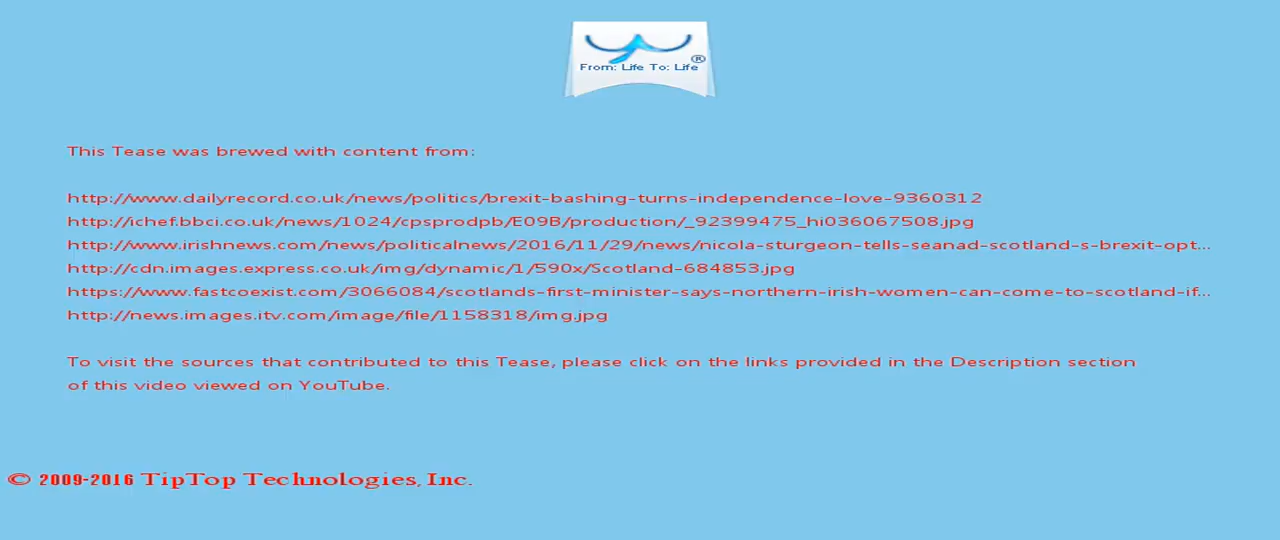 From: Life To: Life ®
This Tease was brewed with content from:
http://www.dailyrecord.co.uk/news/politics/brexit-bashing-turns-independence-love-9360312
http://ichef.bbci.co.uk/news/1024/cpsprodpb/E09B/production/_92399475_hi036067508.jpg
http://www.irishnews.com/news/politicalnews/2016/11/29/news/nicola-sturgeon-tells-seanad-scotland-s-brexit-opt...
http://cdn.images.express.co.uk/img/dynamic/1/590x/Scotland-684853.jpg
https://www.fastcoexist.com/3066084/scotlands-first-minister-says-northern-irish-women-can-come-to-scotland-if...
http://news.images.itv.com/image/file/1158318/img.jpg
To visit the sources that contributed to this Tease, please click on the links provided in the Description section
of this video viewed on YouTube.
© 2009-2016 TipTop Technologies, Inc.